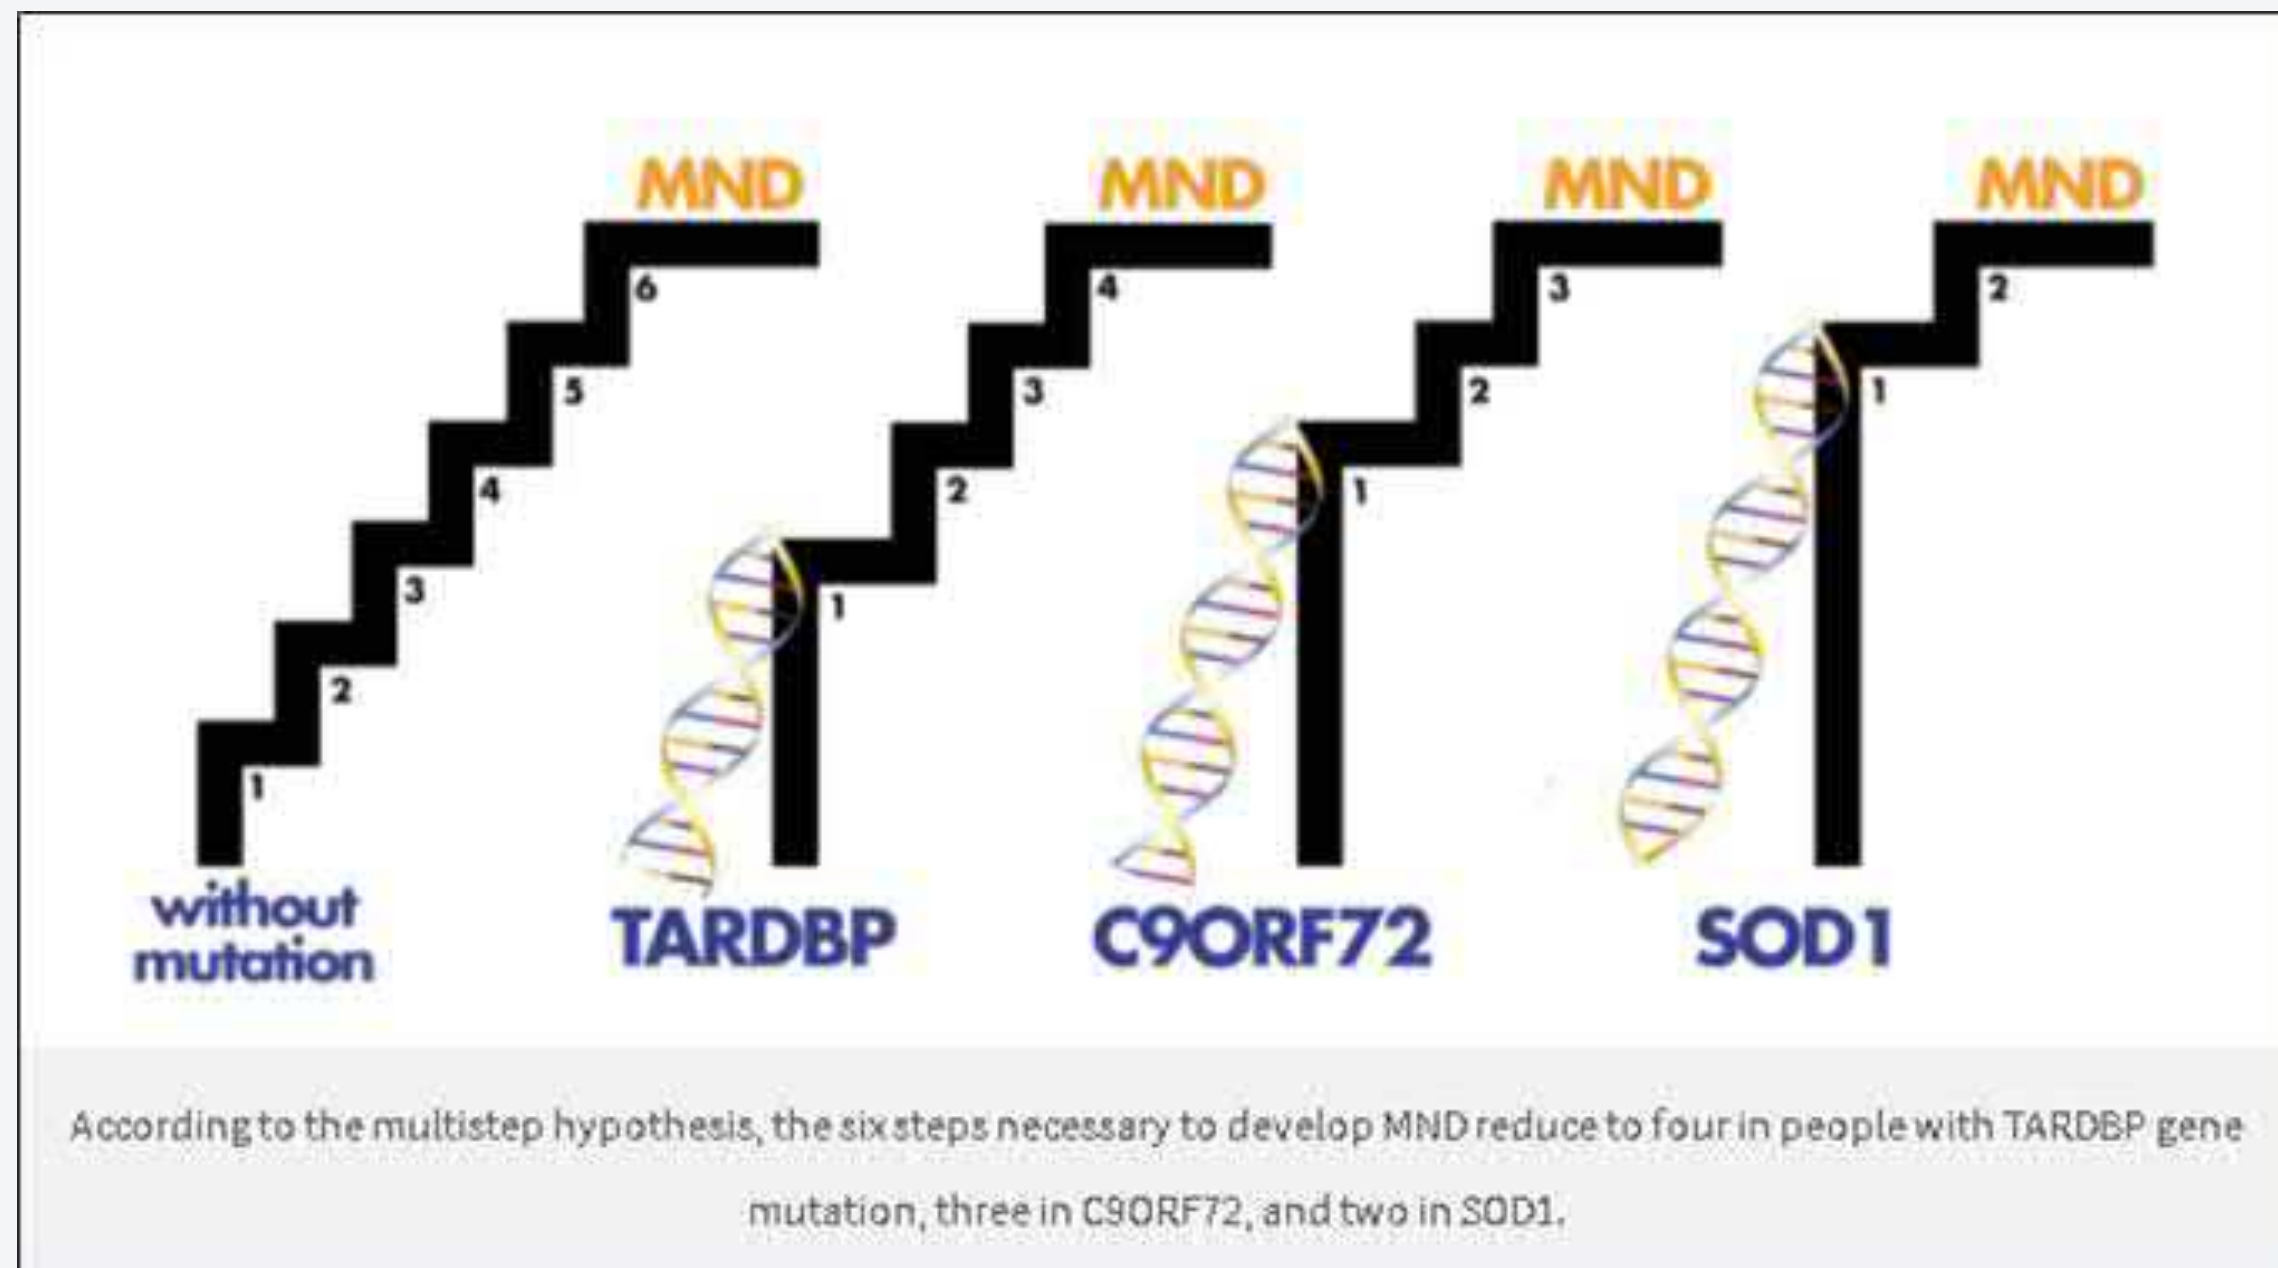 MND
6
5
4
3
2
1
without
mutation
MND
4
3
2
1
TARDBP
MND
3
2
1
C9ORF72
MND
2
1
SOD1
According to the multistep hypothesis, the six steps necessary to develop MND reduce to four in people with TARDBP gene
mutation, three in C9ORF72, and two in SOD1.